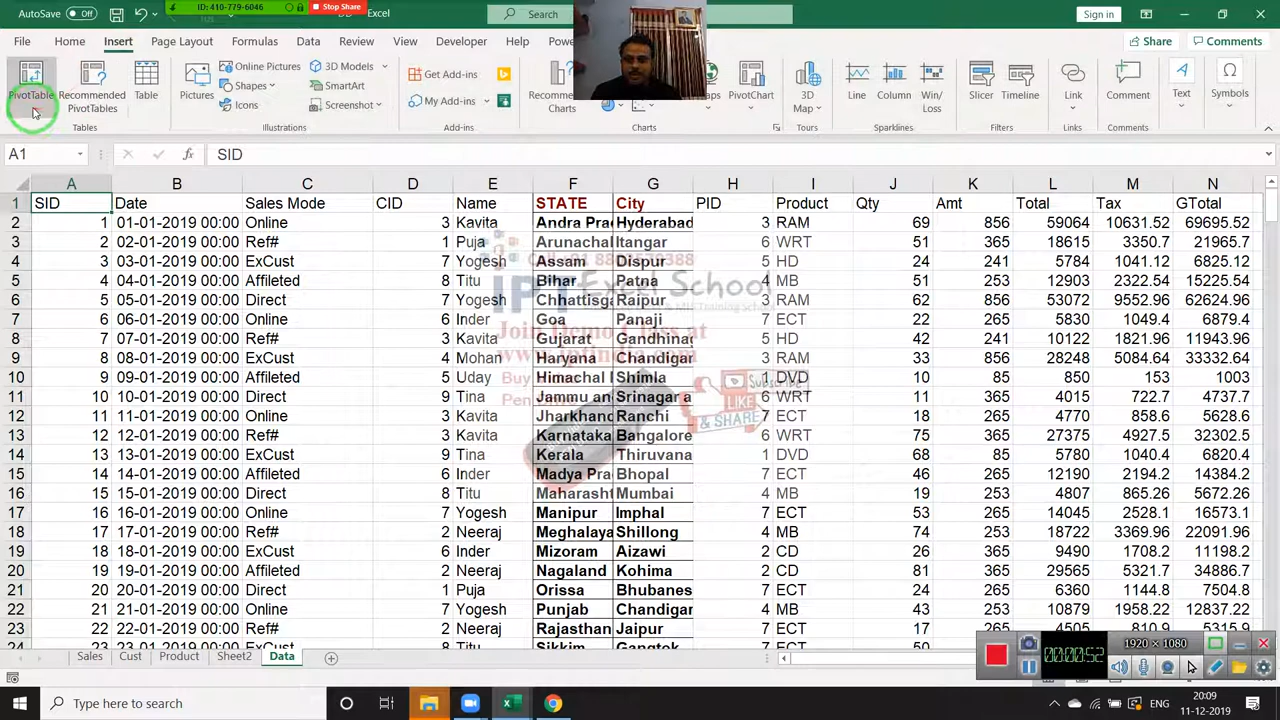 AutoSave Off Excel Search Sign in
ID: 410-779-6046 Stop Share
File Home Insert Page Layout Formulas Data Review View Developer Help Share Comments
PivotTable Recommended PivotTables Table Pictures Online Pictures Shapes Icons 3D Models SmartArt Screenshot Get Add-ins My Add-ins PivotChart 3D Map Line Column Slicer Timeline Link Comment Text Symbols
Tables Illustrations Add-ins Charts Tours Sparklines Filters Links Comments
A1 fx SID
A B C D E F G H I J K L M N
1 SID Date Sales Mode CID Name STATE City PID Product Qty Amt Total Tax GTotal
2 1 01-01-2019 00:00 Online 3 Kavita Andra Pra Hyderabad 3 RAM 69 856 59064 10631.52 69695.52
3 2 02-01-2019 00:00 Ref# 1 Puja Arunachal Itangar 6 WRT 51 365 18615 3350.7 21965.7
4 3 03-01-2019 00:00 ExCust 7 Yogesh Assam Dispur 5 HD 24 241 5784 1041.12 6825.12
5 4 04-01-2019 00:00 Affileted 8 Titu Bihar Patna 4 MB 51 253 12903 2322.54 15225.54
6 5 05-01-2019 00:00 Direct 7 Yogesh Chhattisga Raipur 3 RAM 62 856 53072 9552.96 62624.96
7 6 06-01-2019 00:00 Online 6 Inder Goa Panaji 7 ECT 22 265 5830 1049.4 6879.4
8 7 07-01-2019 00:00 Ref# 3 Kavita Gujarat Gandhina 5 HD 42 241 10122 1821.96 11943.96
9 8 08-01-2019 00:00 ExCust 4 Mohan Haryana Chandigar 3 RAM 33 856 28248 5084.64 33332.64
10 9 09-01-2019 00:00 Affileted 5 Uday Himachal Shimla 1 DVD 10 85 850 153 1003
11 10 10-01-2019 00:00 Direct 9 Tina Jammu an Srinagar a 6 WRT 11 365 4015 722.7 4737.7
12 11 11-01-2019 00:00 Online 3 Kavita Jharkhand Ranchi 7 ECT 18 265 4770 858.6 5628.6
13 12 12-01-2019 00:00 Ref# 3 Kavita Karnataka Bangalore 6 WRT 75 365 27375 4927.5 32302.5
14 13 13-01-2019 00:00 ExCust 9 Tina Kerala Thiruvana 1 DVD 68 85 5780 1040.4 6820.4
15 14 14-01-2019 00:00 Affileted 6 Inder Madya Pra Bhopal 7 ECT 46 265 12190 2194.2 14384.2
16 15 15-01-2019 00:00 Direct 8 Titu Maharasht Mumbai 4 MB 19 253 4807 865.26 5672.26
17 16 16-01-2019 00:00 Online 7 Yogesh Manipur Imphal 7 ECT 53 265 14045 2528.1 16573.1
18 17 17-01-2019 00:00 Ref# 2 Neeraj Meghalaya Shillong 4 MB 74 253 18722 3369.96 22091.96
19 18 18-01-2019 00:00 ExCust 6 Inder Mizoram Aizawi 2 CD 26 365 9490 1708.2 11198.2
20 19 19-01-2019 00:00 Affileted 2 Neeraj Nagaland Kohima 2 CD 81 365 29565 5321.7 34886.7
21 20 20-01-2019 00:00 Direct 1 Puja Orissa Bhubanes 7 ECT 24 265 6360 1144.8 7504.8
22 21 21-01-2019 00:00 Online 7 Yogesh Punjab Chandigar 4 MB 43 253 10879 1958.22 12837.22
23 22 22-01-2019 00:00 Ref# 2 Neeraj Rajasthan Jaipur 7 ECT 17 265 4505 810.9 5315.9
IPT Excel School
Join Demo Class at
Subscribe
LIKE
& SHARE
1920 × 1080
00:00:52
Sales Cust Product Sheet2 Data
Type here to search ENG 20:09
11-12-2019